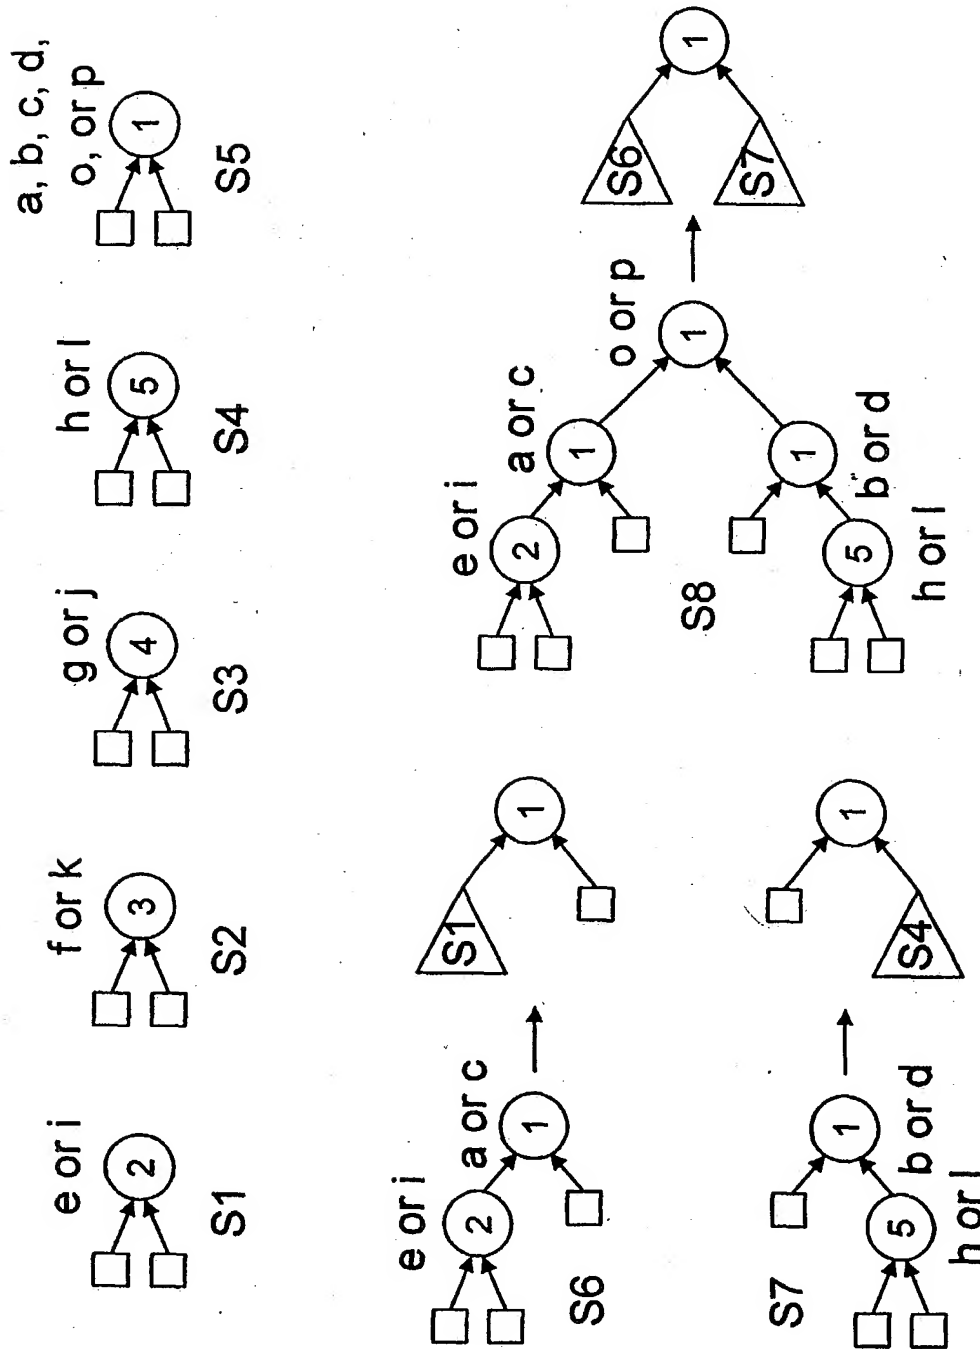 e or i
2
S1
f or k
3
S2
g or j
4
S3
h or l
5
S4
a, b, c, d,
o, or p
1
S5
e or i
a or c
2
1
S6
S1
1
S7
1
5
b or d
h or l
1
S4
e or i
a or c
o or p
2
1
1
S8
1
5
b or d
h or l
S6
1
S7